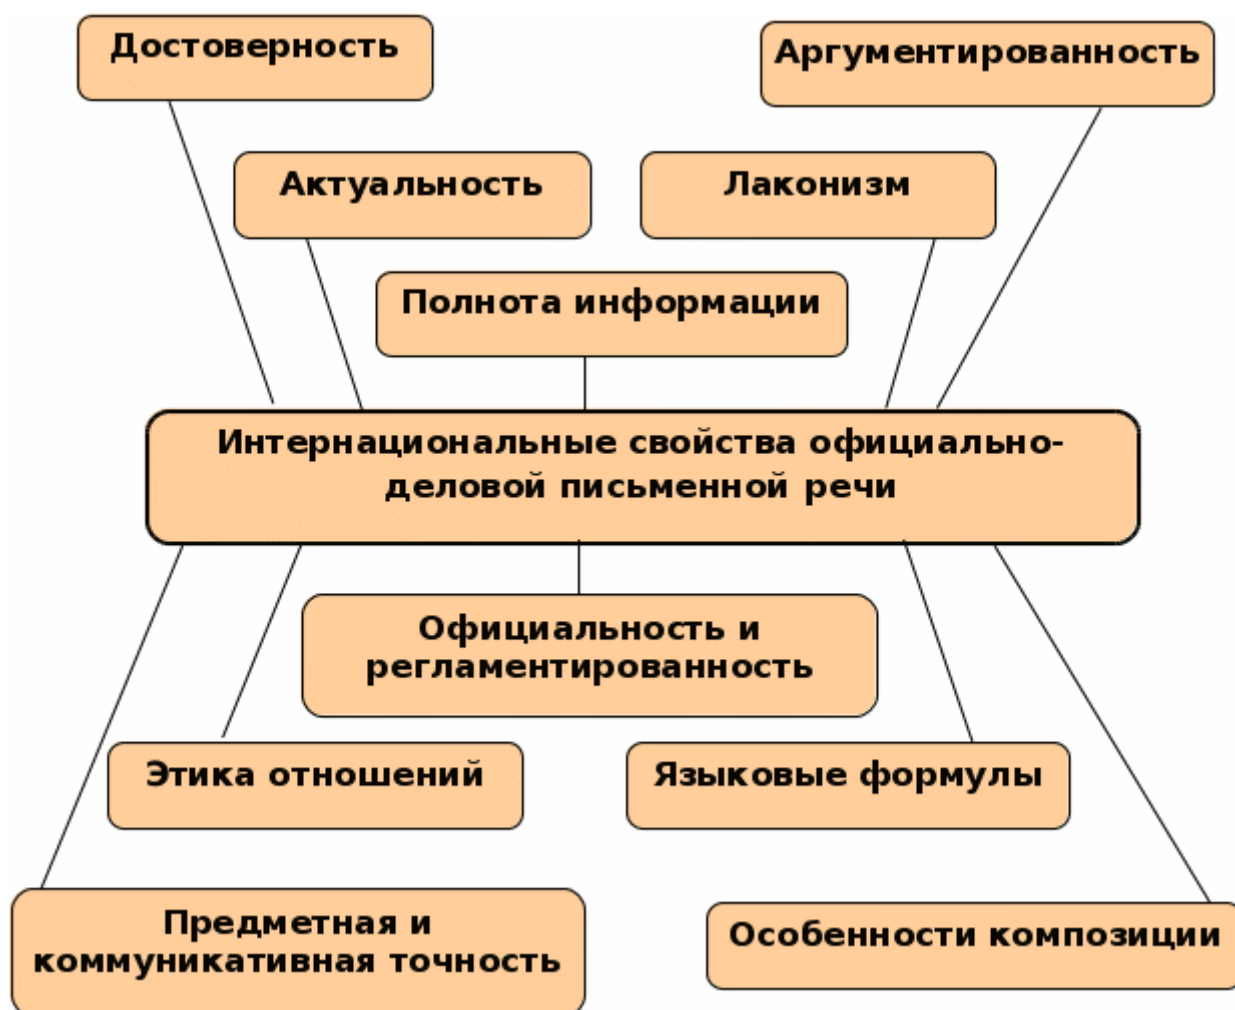 Достоверность
Аргументированность
Актуальность
Лаконизм
Полнота информации
Интернациональные свойства официально-
деловой письменной речи
Официальность и
регламентированность
Этика отношений
Языковые формулы
Предметная и
коммуникативная точность
Особенности композиции